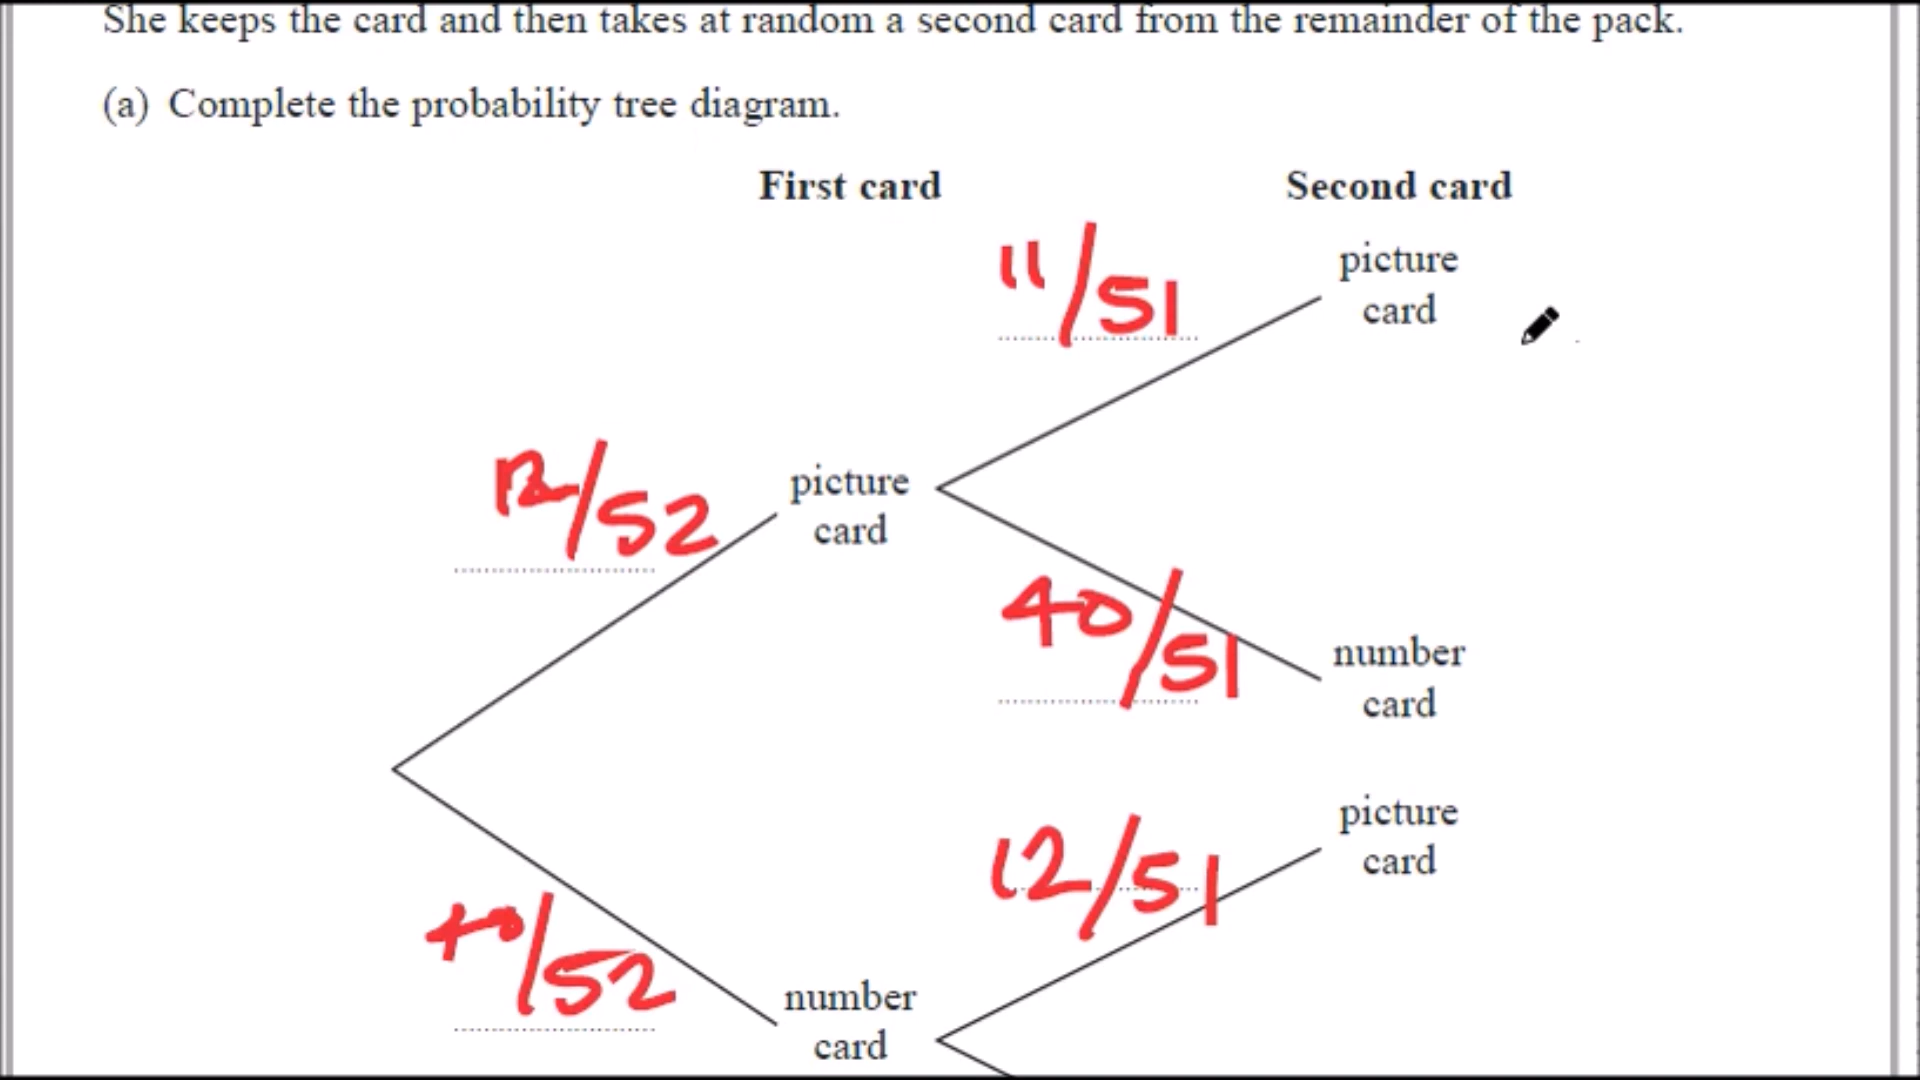 She keeps the card and then takes at random a second card from the remainder of the pack.
(a) Complete the probability tree diagram.
First card
Second card
11/51
picture
card
12/52
picture
card
40/51
number
card
12/51
picture
card
40/52
number
card